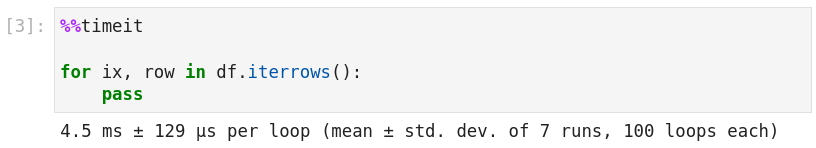 [3]: %%timeit
for ix, row in df.iterrows():
    pass
4.5 ms ± 129 µs per loop (mean ± std. dev. of 7 runs, 100 loops each)